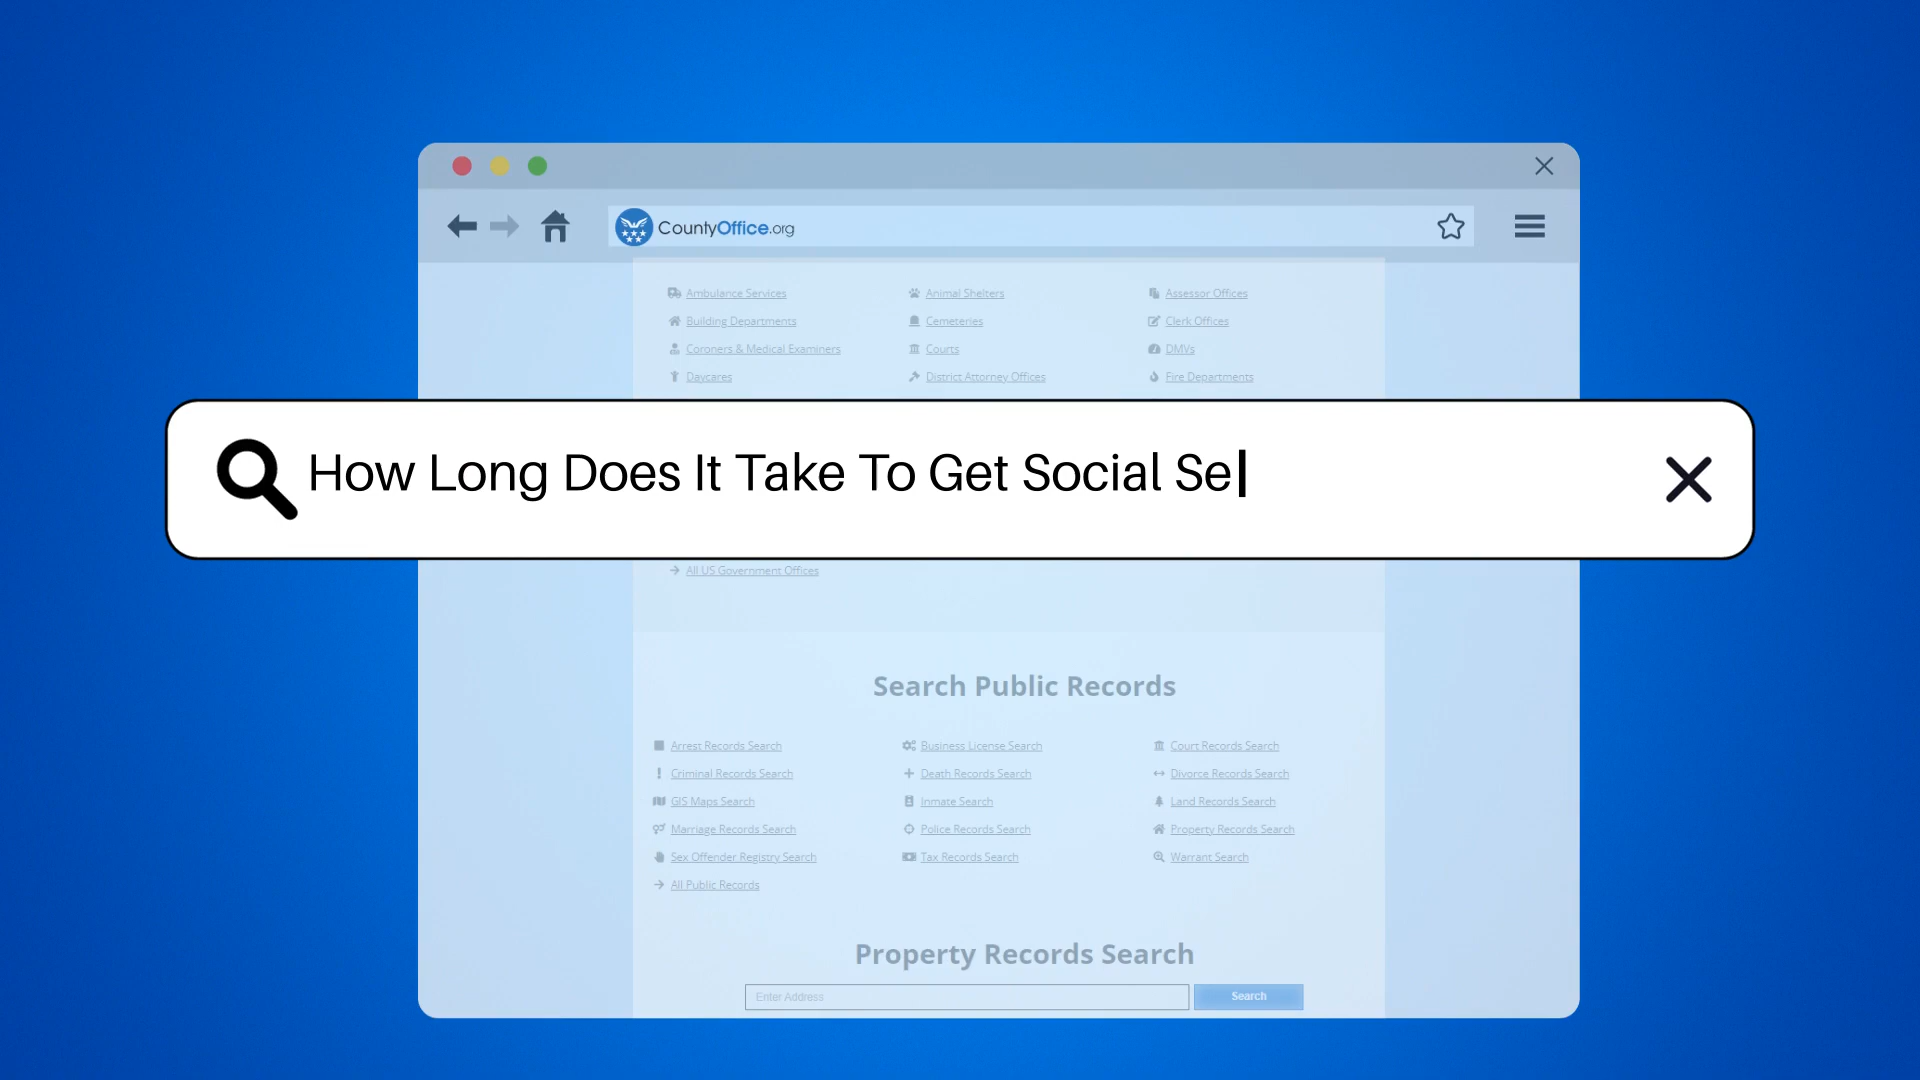 CountyOffice.org
Ambulance Services Animal Shelters Assessor Offices
Building Departments Cemeteries Clerk Offices
Coroners & Medical Examiners Courts DMVs
Daycares District Attorney Offices Fire Departments
How Long Does It Take To Get Social Se
All US Government Offices
Search Public Records
Arrest Records Search Business License Search Court Records Search
Criminal Records Search Death Records Search Divorce Records Search
GIS Maps Search Inmate Search Land Records Search
Marriage Records Search Police Records Search Property Records Search
Sex Offender Registry Search Tax Records Search Warrant Search
All Public Records
Property Records Search
Enter Address Search